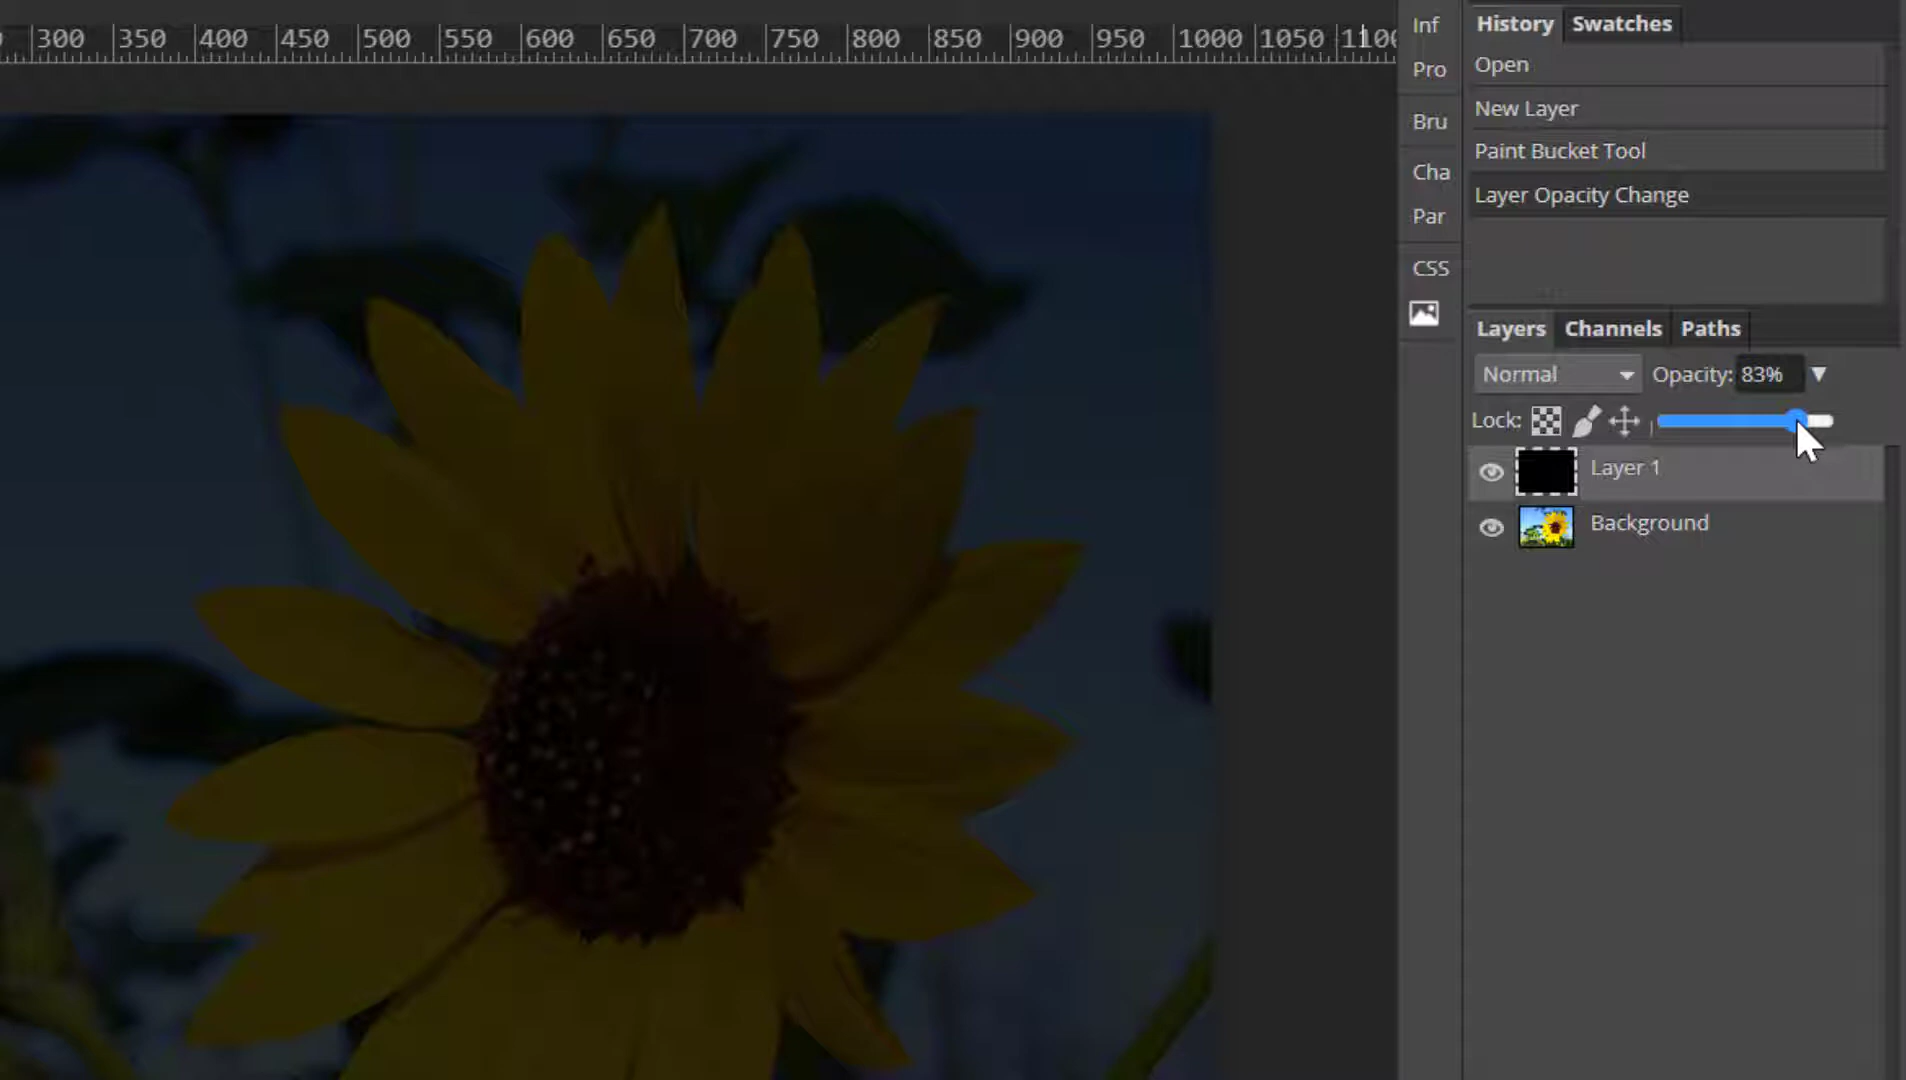 300 350 400 450 500 550 600 650 700 750 800 850 900 950 1000 1050 1100
Inf
Pro
Bru
Cha
Par
CSS
History Swatches
Open
New Layer
Paint Bucket Tool
Layer Opacity Change
Layers Channels Paths
Normal Opacity: 83%
Lock:
Layer 1
Background